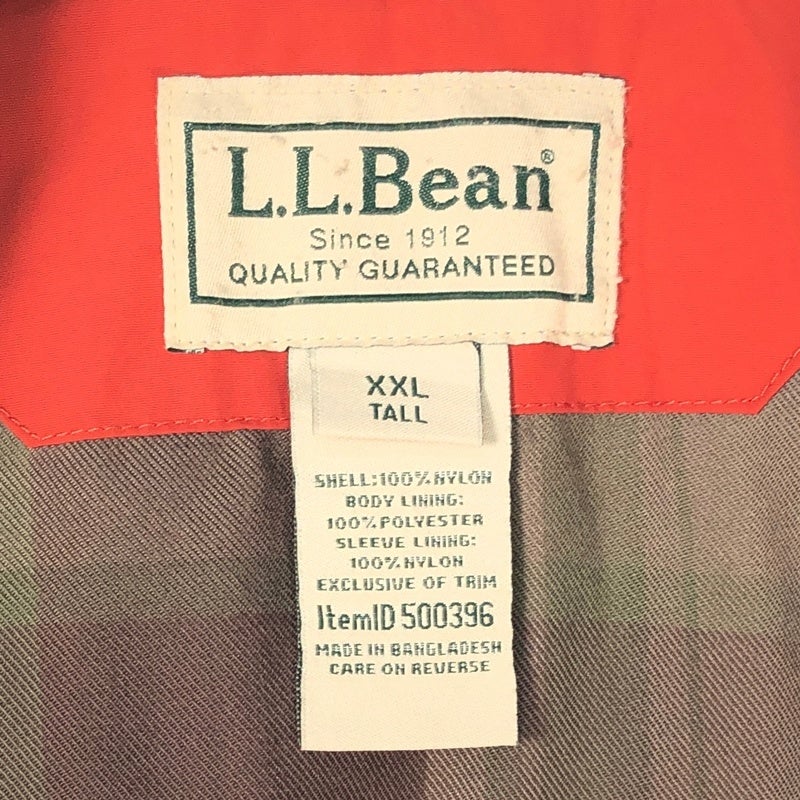 L.L.Bean®
Since 1912
QUALITY GUARANTEED
XXL
TALL
SHELL:100%NYLON
BODY LINING:
100%POLYESTER
SLEEVE LINING:
100%NYLON
EXCLUSIVE OF TRIM
ItemID 500396
MADE IN BANGLADESH
CARE ON REVERSE